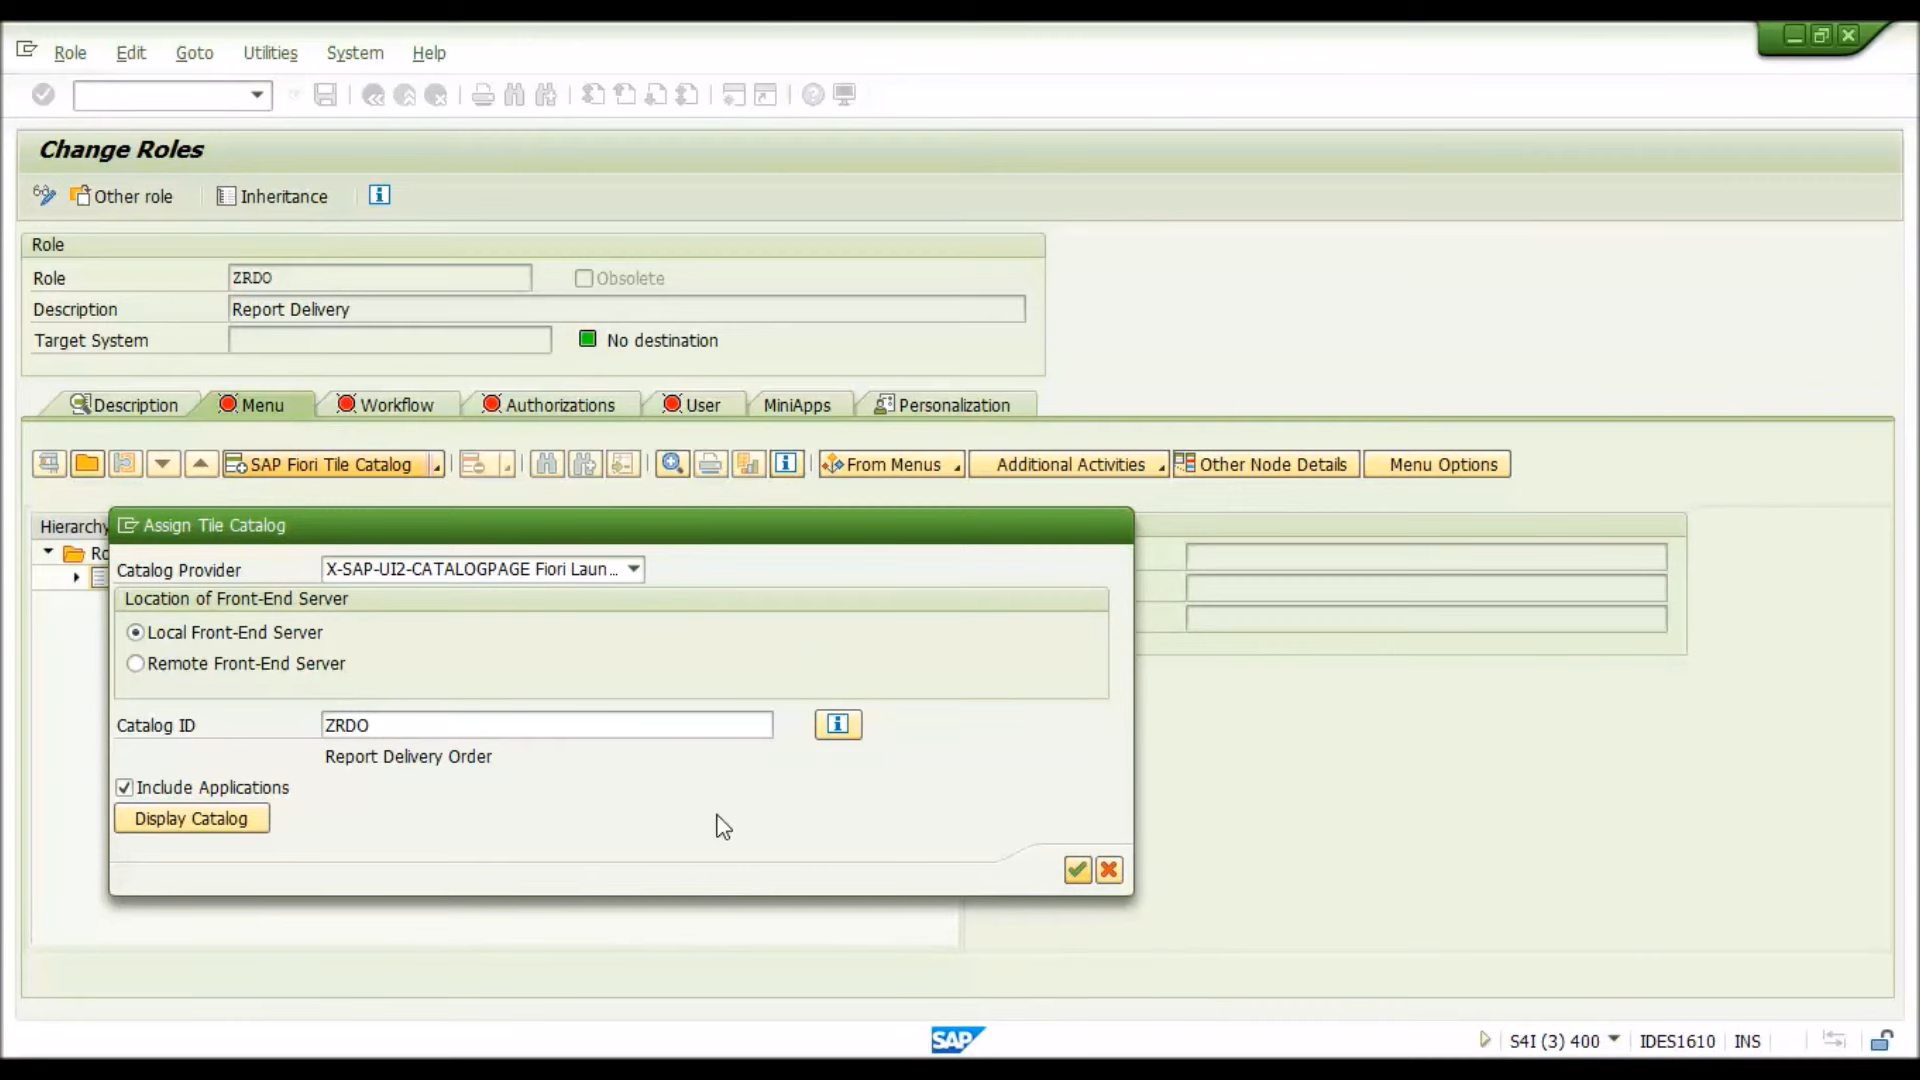 Role Edit Goto Utilities System Help
Change Roles
Other role Inheritance
Role
Role ZRDO Obsolete
Description Report Delivery
Target System No destination
Description Menu Workflow Authorizations User MiniApps Personalization
SAP Fiori Tile Catalog From Menus Additional Activities Other Node Details Menu Options
Hierarchy
Ro
Assign Tile Catalog
Catalog Provider X-SAP-UI2-CATALOGPAGE Fiori Laun...
Location of Front-End Server
Local Front-End Server
Remote Front-End Server
Catalog ID ZRDO
Report Delivery Order
Include Applications
Display Catalog
SAP S4I (3) 400 IDES1610 INS